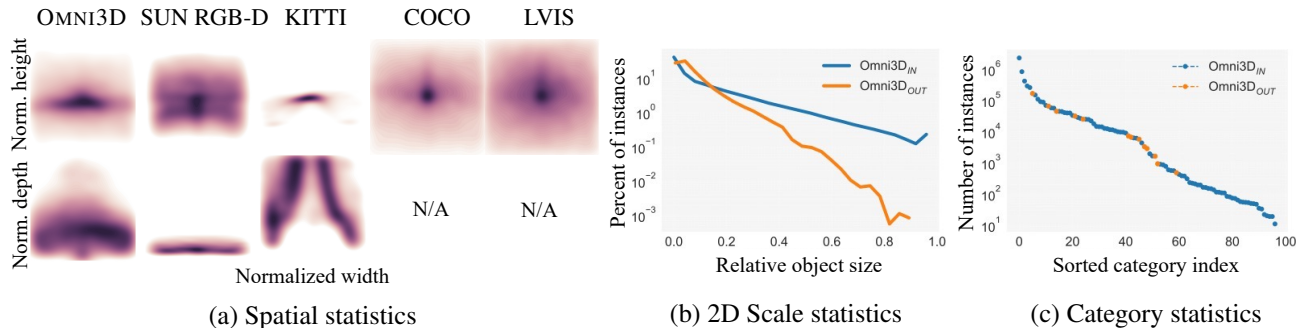 OMNI3D SUN RGB-D KITTI COCO LVIS
Norm. height
Norm. depth
N/A N/A
Normalized width
(a) Spatial statistics
Percent of instances
10^1
10^0
10^-1
10^-2
10^-3
Omni3D_IN
Omni3D_OUT
0.0 0.2 0.4 0.6 0.8 1.0
Relative object size
(b) 2D Scale statistics
Number of instances
10^6
10^5
10^4
10^3
10^2
10^1
Omni3D_IN
Omni3D_OUT
0 20 40 60 80 100
Sorted category index
(c) Category statistics